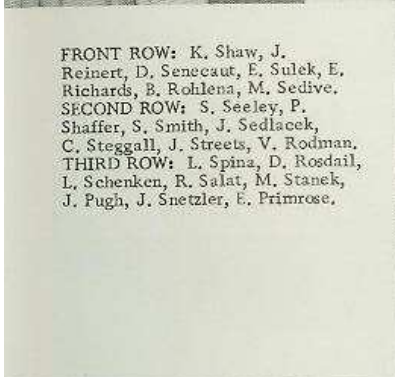 FRONT ROW: K. Shaw, J.
Reinert, D. Senecaut, E. Sulek, E.
Richards, B. Rohlena, M. Sedive.
SECOND ROW: S. Seeley, P.
Shaffer, S. Smith, J. Sedlacek,
C. Steggall, J. Streets, V. Rodman.
THIRD ROW: L. Spina, D. Rosdail,
L. Schenken, R. Salat, M. Stanek,
J. Pugh, J. Snetzler, E. Primrose.